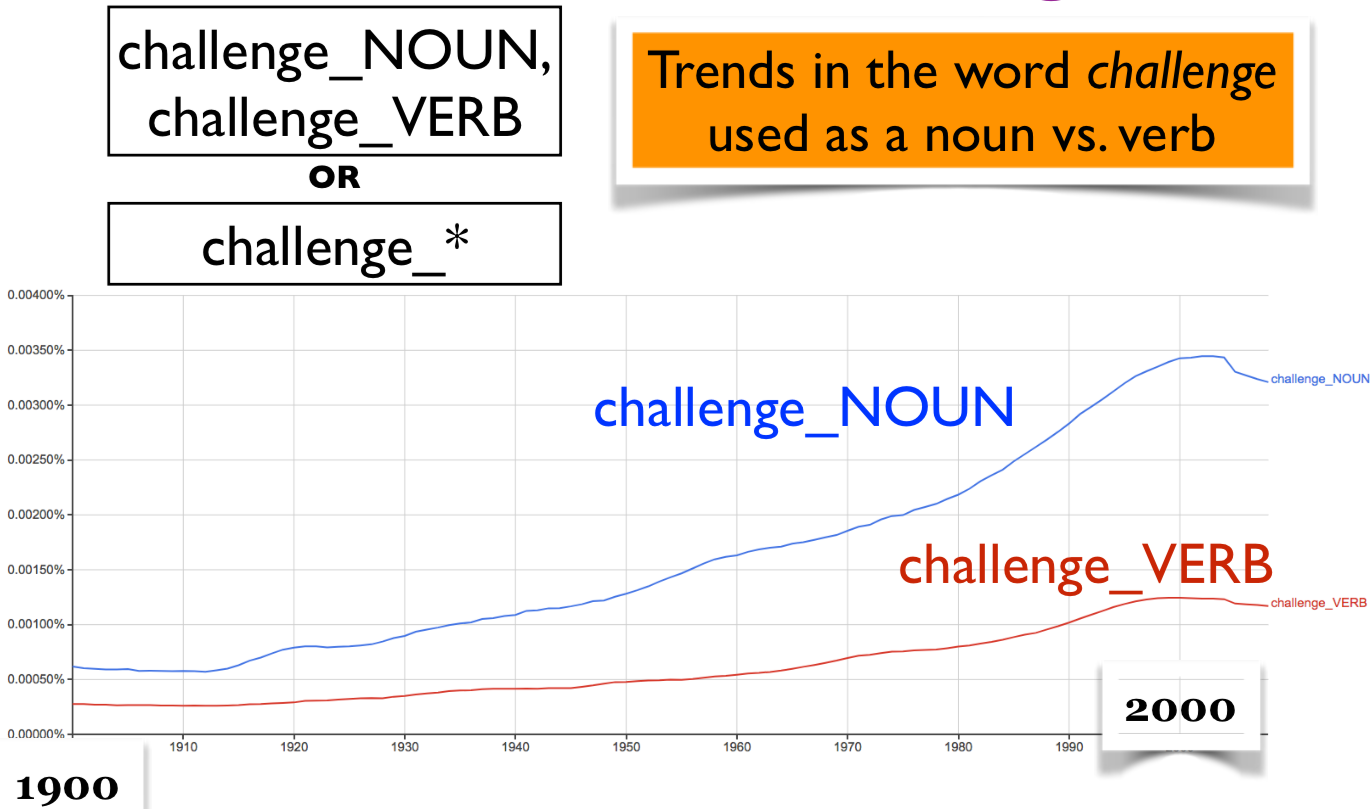 challenge_NOUN,
challenge_VERB
OR
challenge_*
Trends in the word challenge
used as a noun vs. verb
0.00400%
0.00350%
0.00300%
0.00250%
0.00200%
0.00150%
0.00100%
0.00050%
0.00000%
challenge_NOUN
challenge_NOUN
challenge_VERB
challenge_VERB
1910
1920
1930
1940
1950
1960
1970
1980
1990
2000
1900